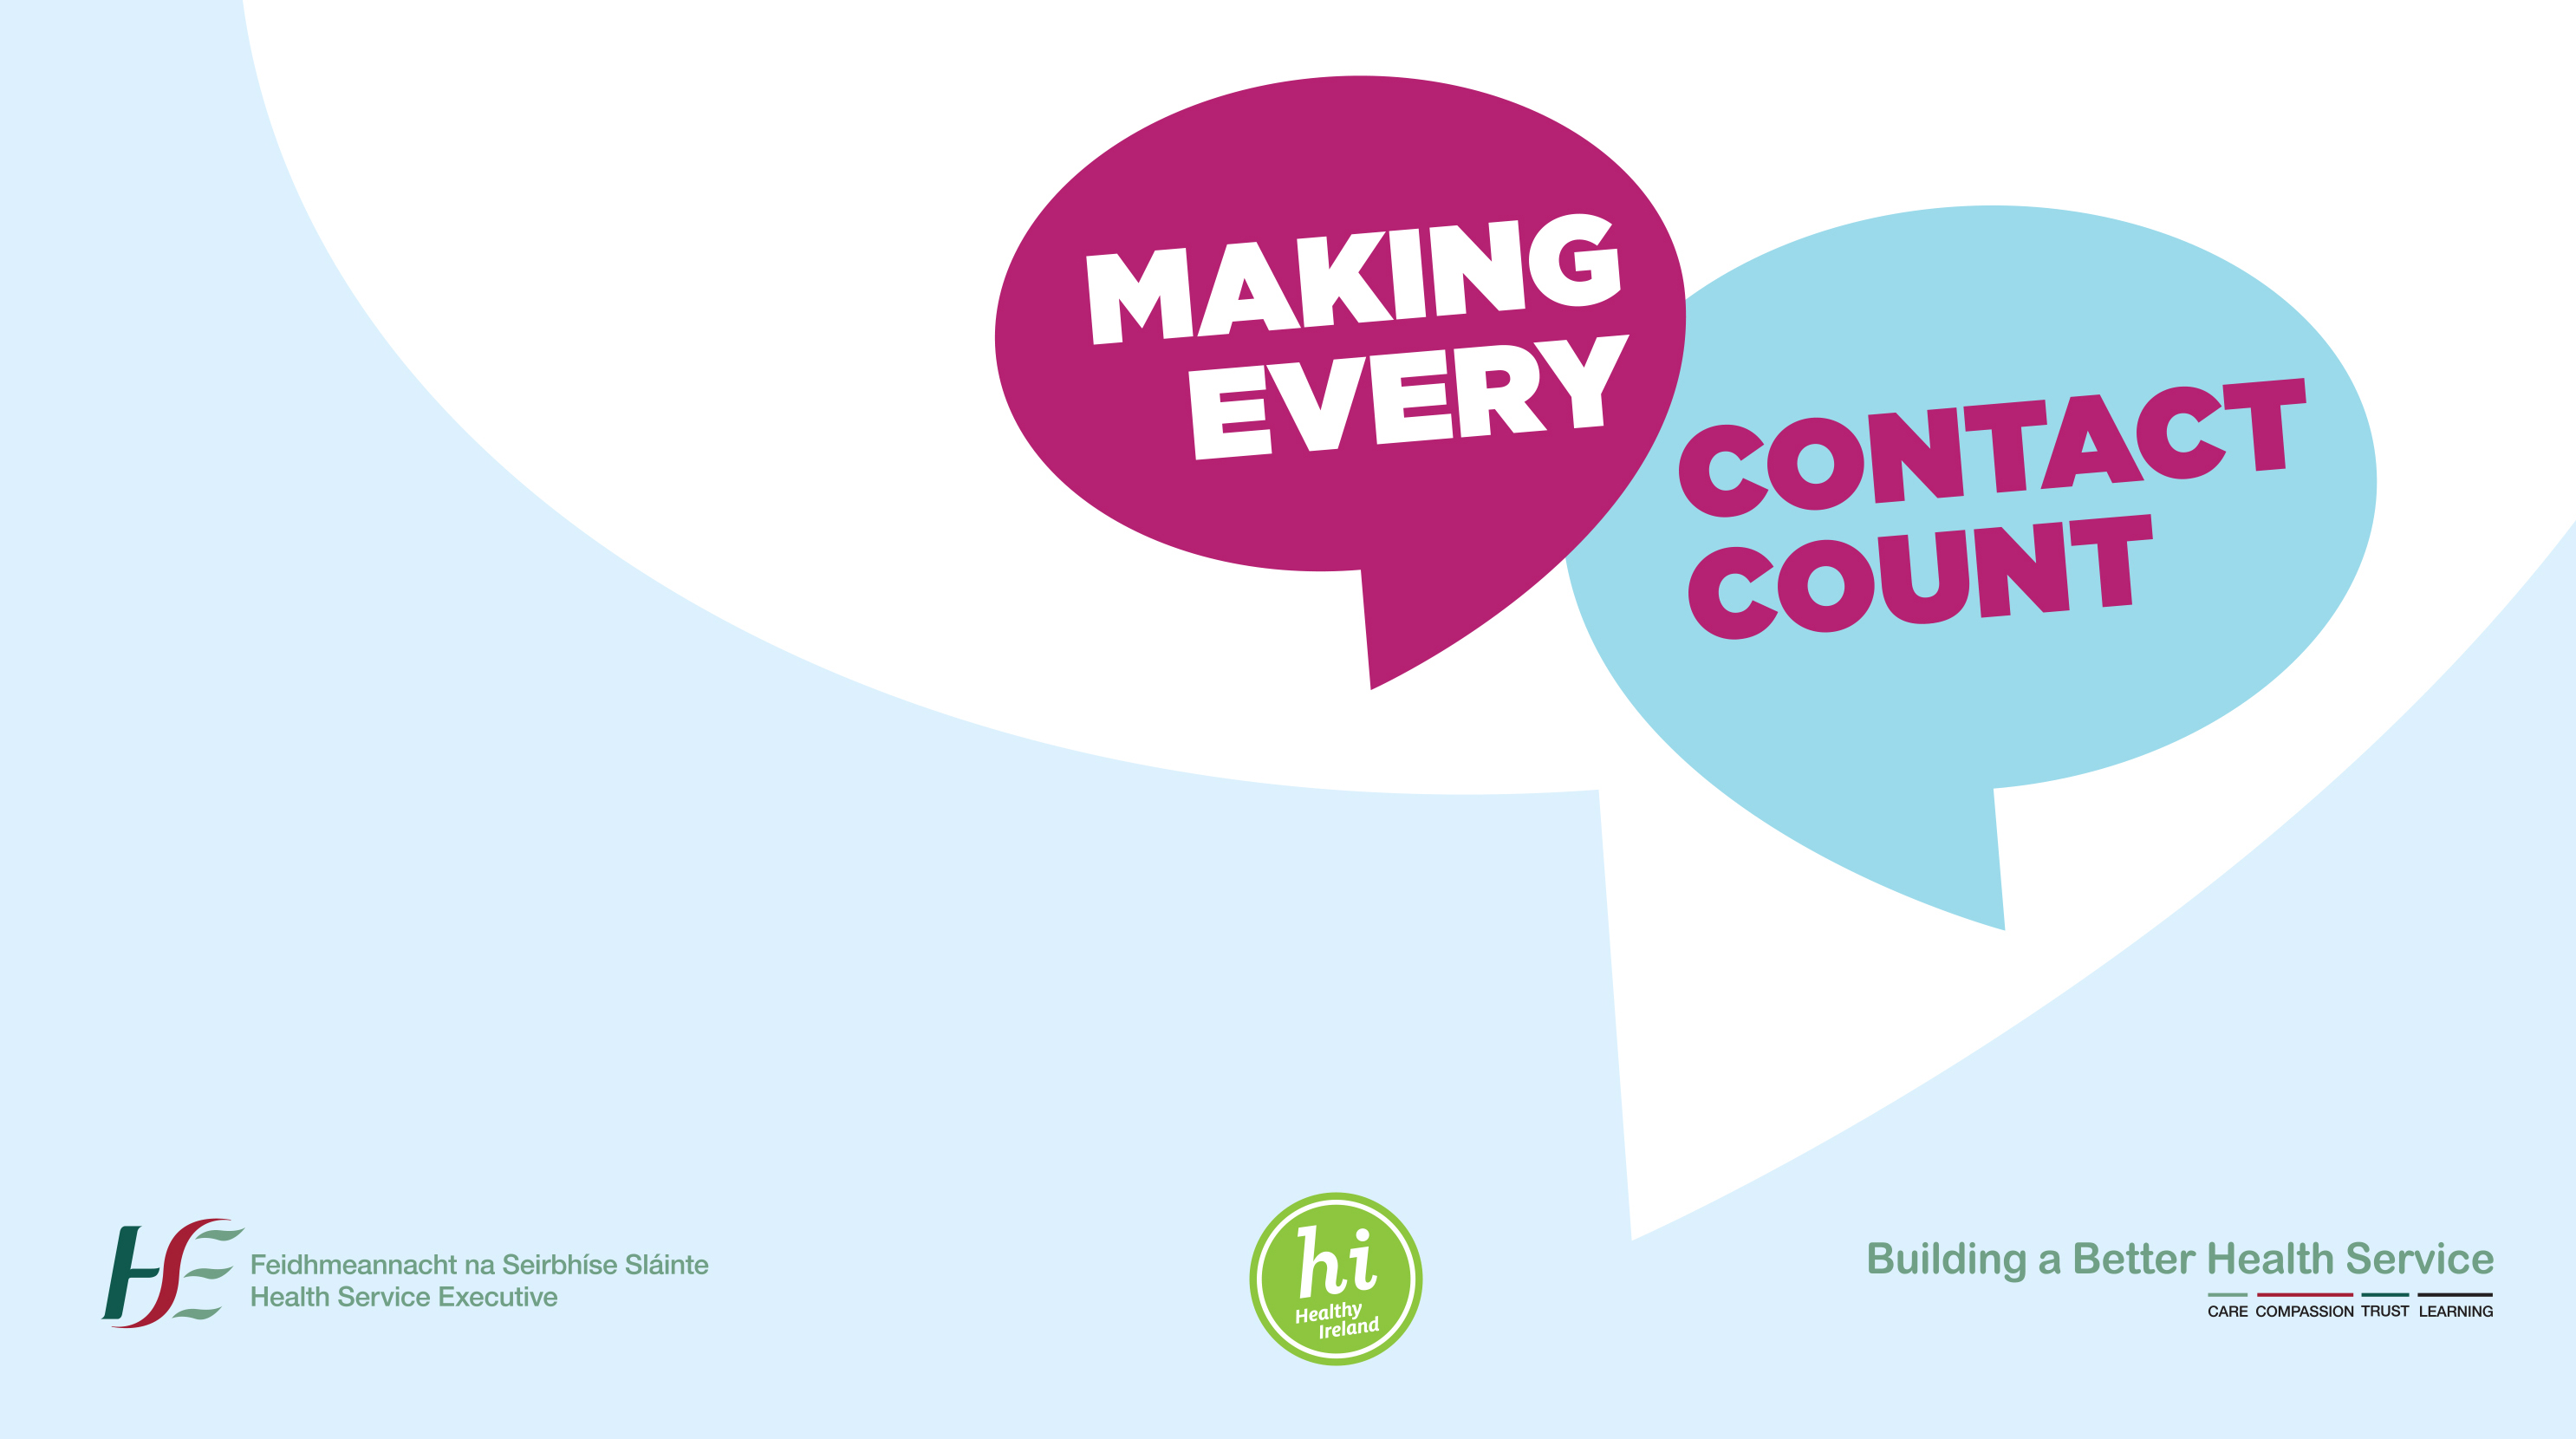 MAKING
EVERY
CONTACT
COUNT
Feidhmeannacht na Seirbhíse Sláinte
Health Service Executive
hi
Healthy
Ireland
Building a Better Health Service
CARE COMPASSION TRUST LEARNING